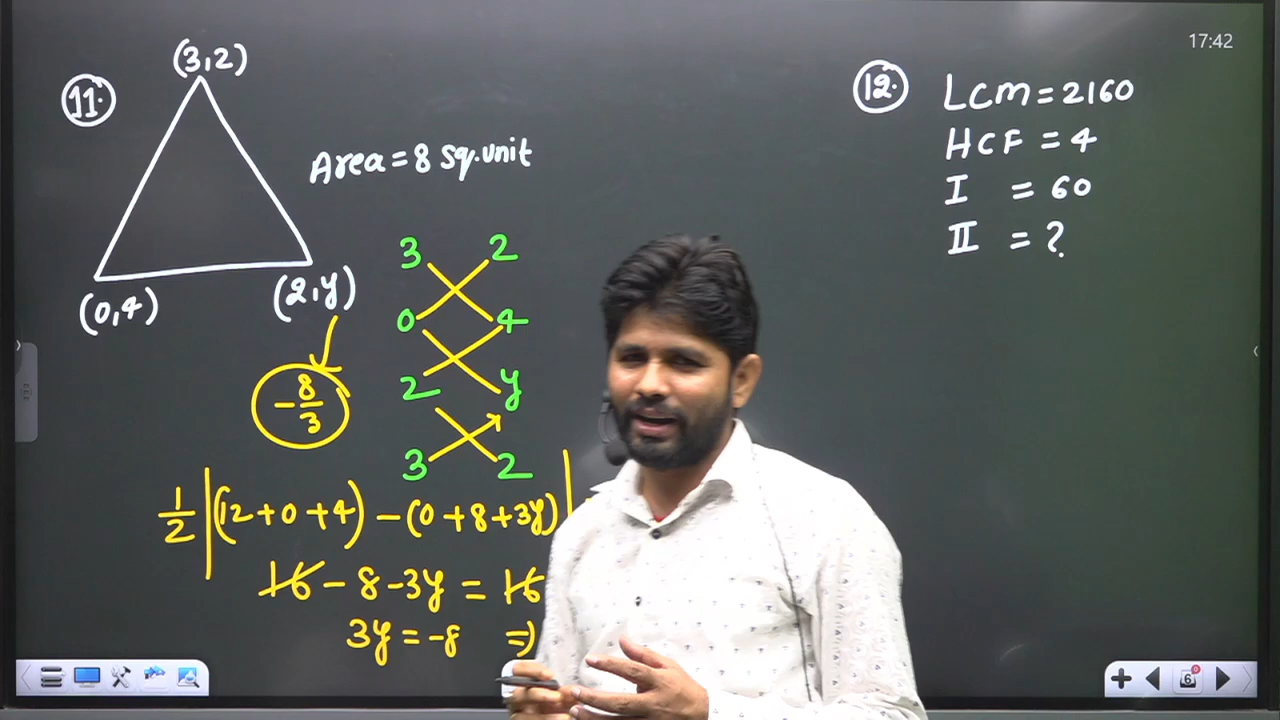 17:42
11.
(3,2)
(0,4)
(2,y)
Area = 8 sq.unit
-8/3
3 2
0 4
2 y
3 2
1/2 |(12+0+4) - (0+8+3y)|
16 - 8 - 3y = 16
3y = -8 ⇒
12. LCM = 2160
HCF = 4
I = 60
II = ?
6